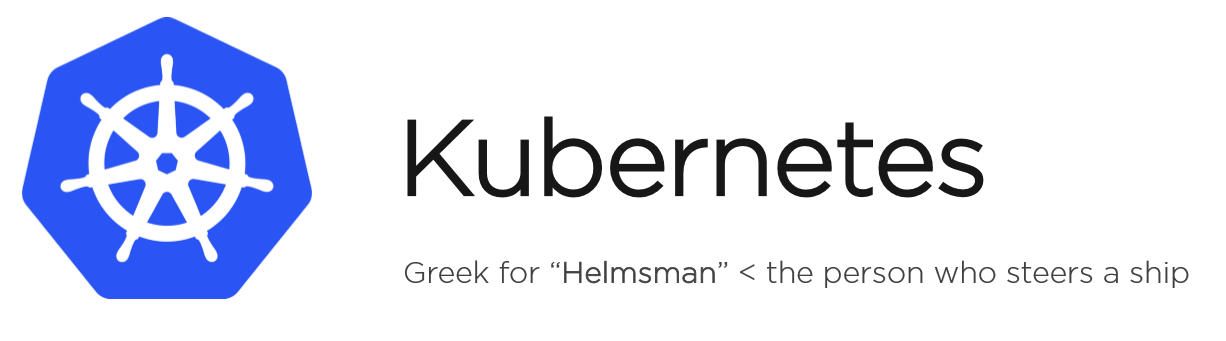 Kubernetes
Greek for “Helmsman” < the person who steers a ship